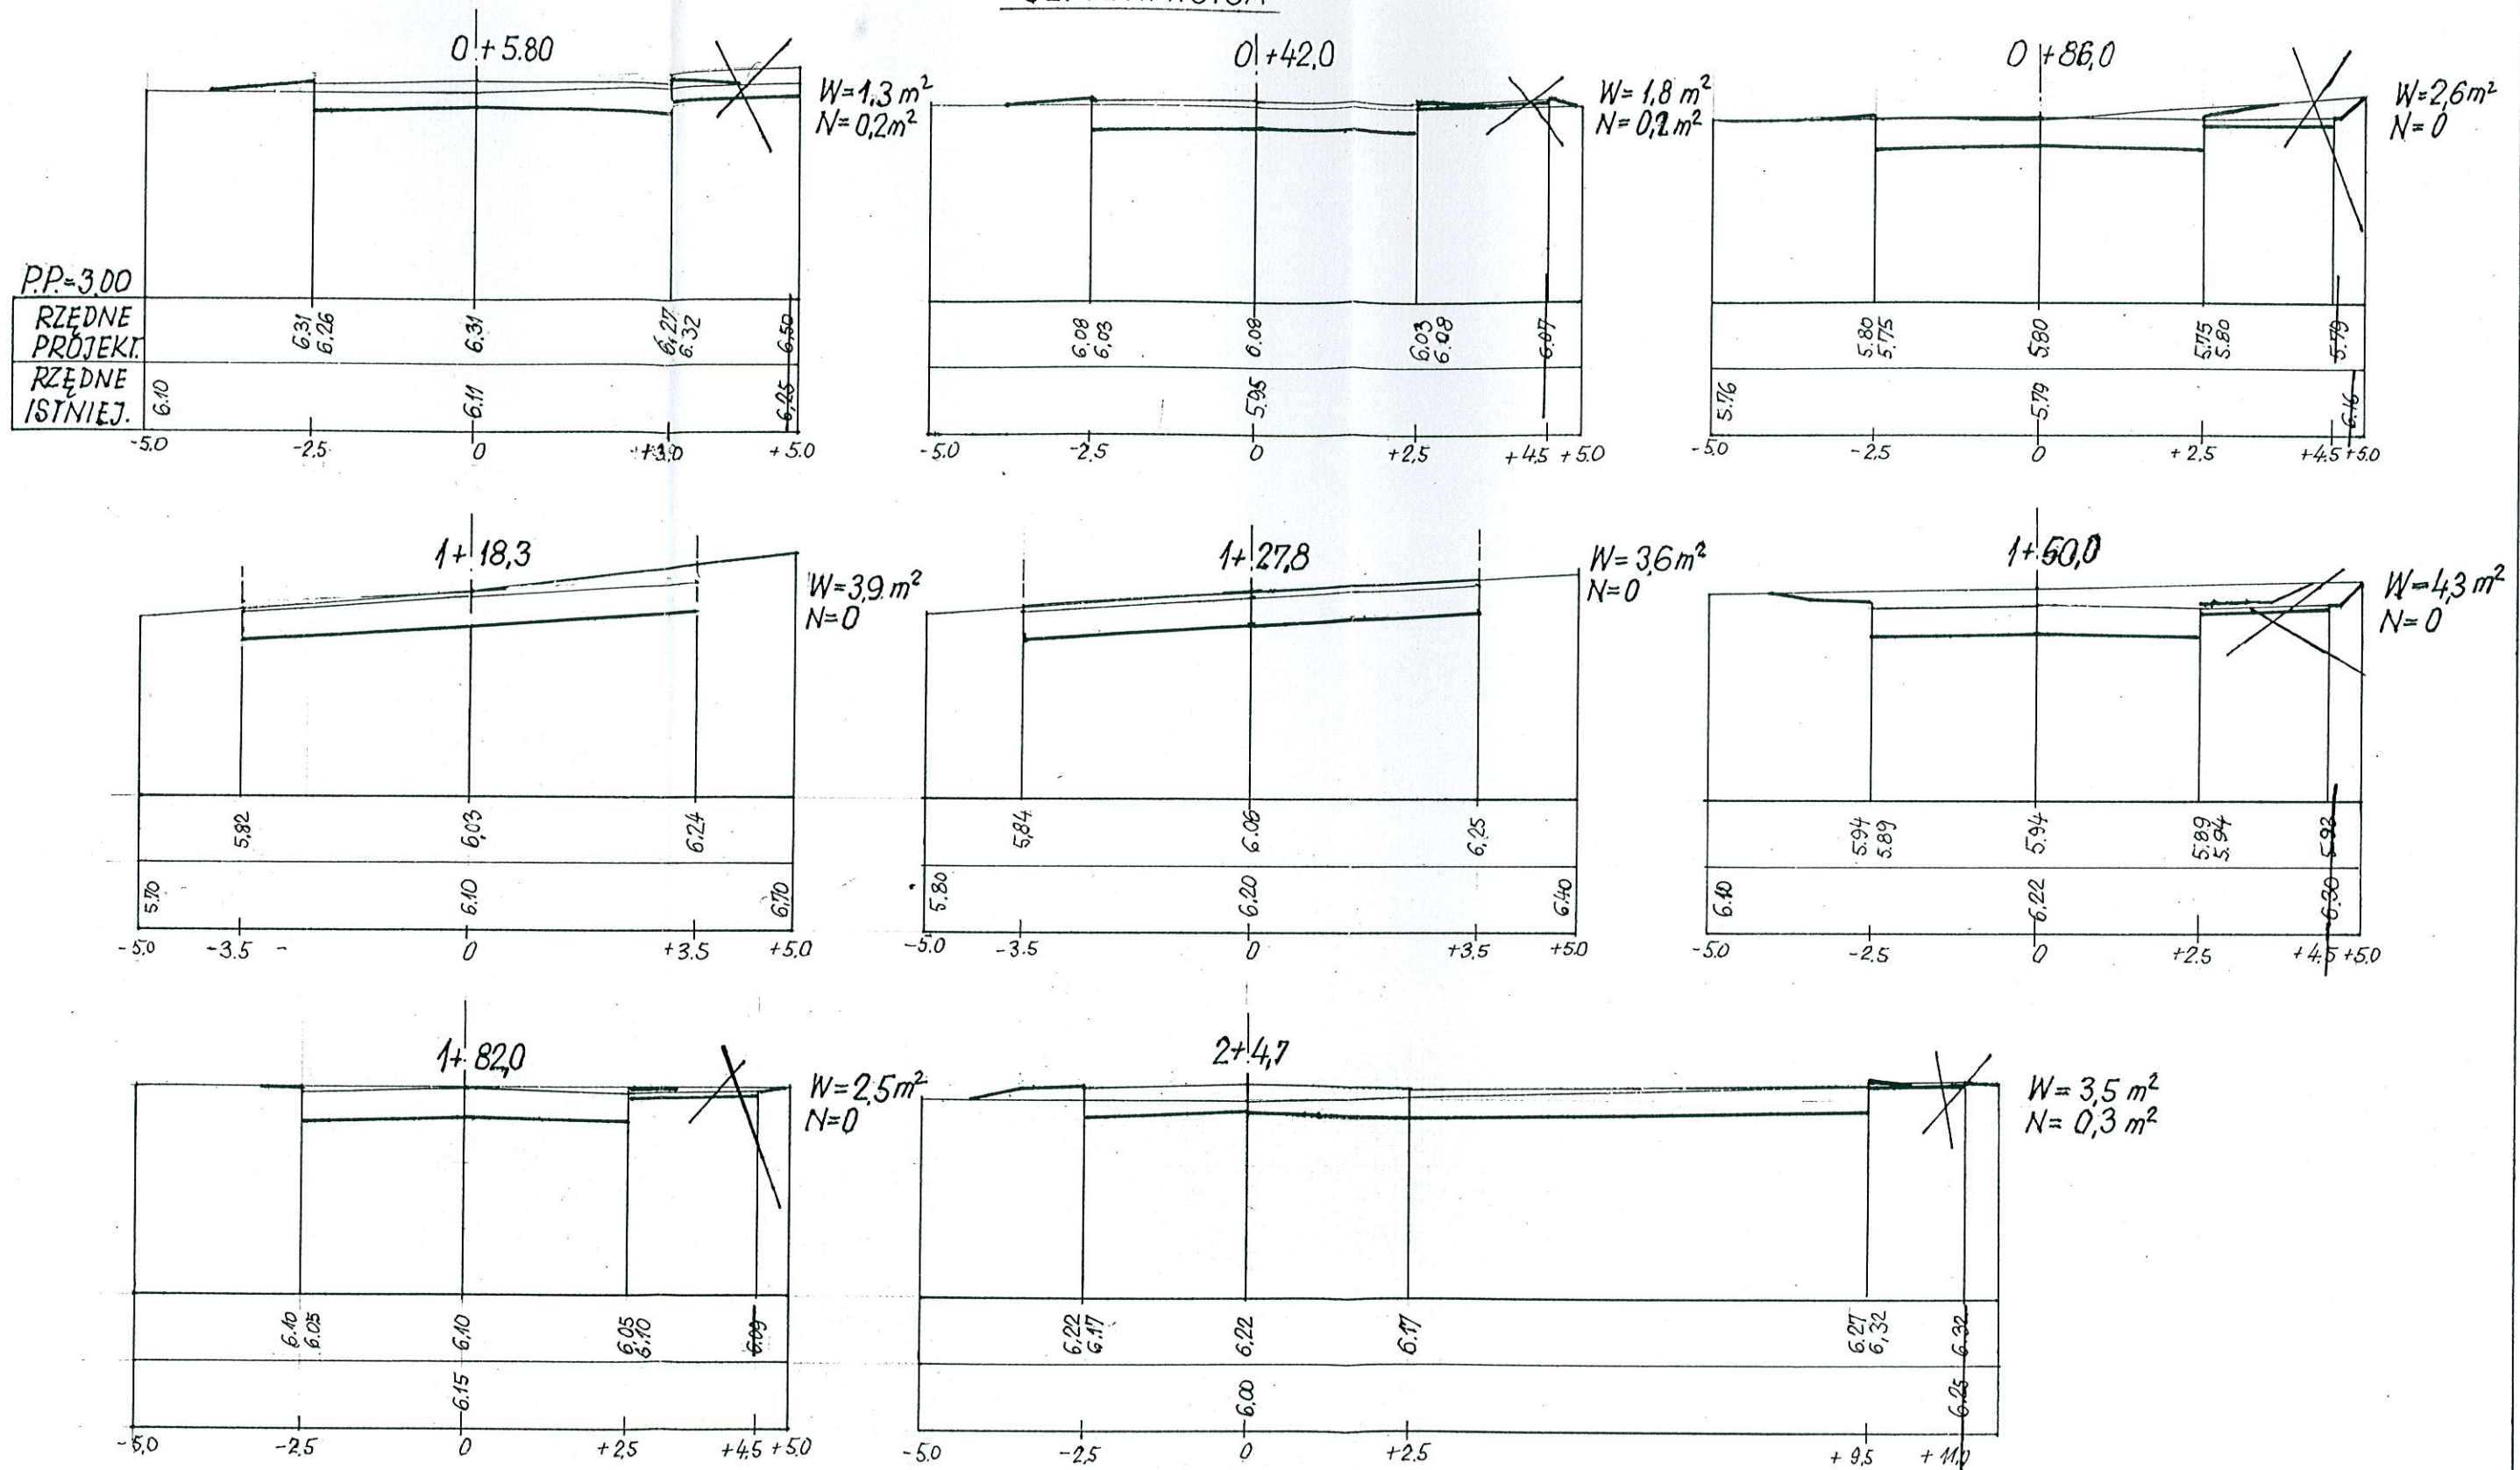 0+5.80
W=1.3 m²
N=0,2m²
P.P.=3.00
RZĘDNE PROJEKT.
6.31 6.26 6.31 6.27 6.32 6,50
RZĘDNE ISTNIEJ.
6.10 6.11 6,25
-5.0 -2.5 0 +3.0 +5.0
0+42,0
W=1,8 m²
N=0,2m²
6.08 6,03 6.08 6,03 6.08 6.07
5.95
-5.0 -2,5 0 +2,5 +4,5 +5.0
0+86,0
W=2,6m²
N=0
5.80 5.75 5.80 5.75 5.80 5.79
5.76 5.79 6.16
-5.0 -2.5 0 +2,5 +4.5 +5.0
1+18,3
W=3,9 m²
N=0
5,82 6,03 6,24
5.70 6.10 6,70
-5,0 -3.5 0 +3.5 +5.0
1+27,8
W=3,6m²
N=0
5,84 6.06 6,25
5.80 6.20 6.40
-5.0 -3.5 0 +3,5 +5.0
1+50,0
W=4,3 m²
N=0
5.94 5.89 5.94 5.89 5.94 5.93
6.10 6.22 6.30
-5.0 -2.5 0 +2.5 +4.5 +5.0
1+82,0
W=2,5m²
N=0
6.10 6.05 6,10 6,05 6,10 6.09
6.15
-5,0 -2,5 0 +2,5 +4,5 +5.0
2+4,7
W=3,5 m²
N=0,3 m²
6,22 6.17 6,22 6.17 6.27 6,32 6.32
6,00 6.25
-5.0 -2,5 0 +2.5 +9,5 +11,0